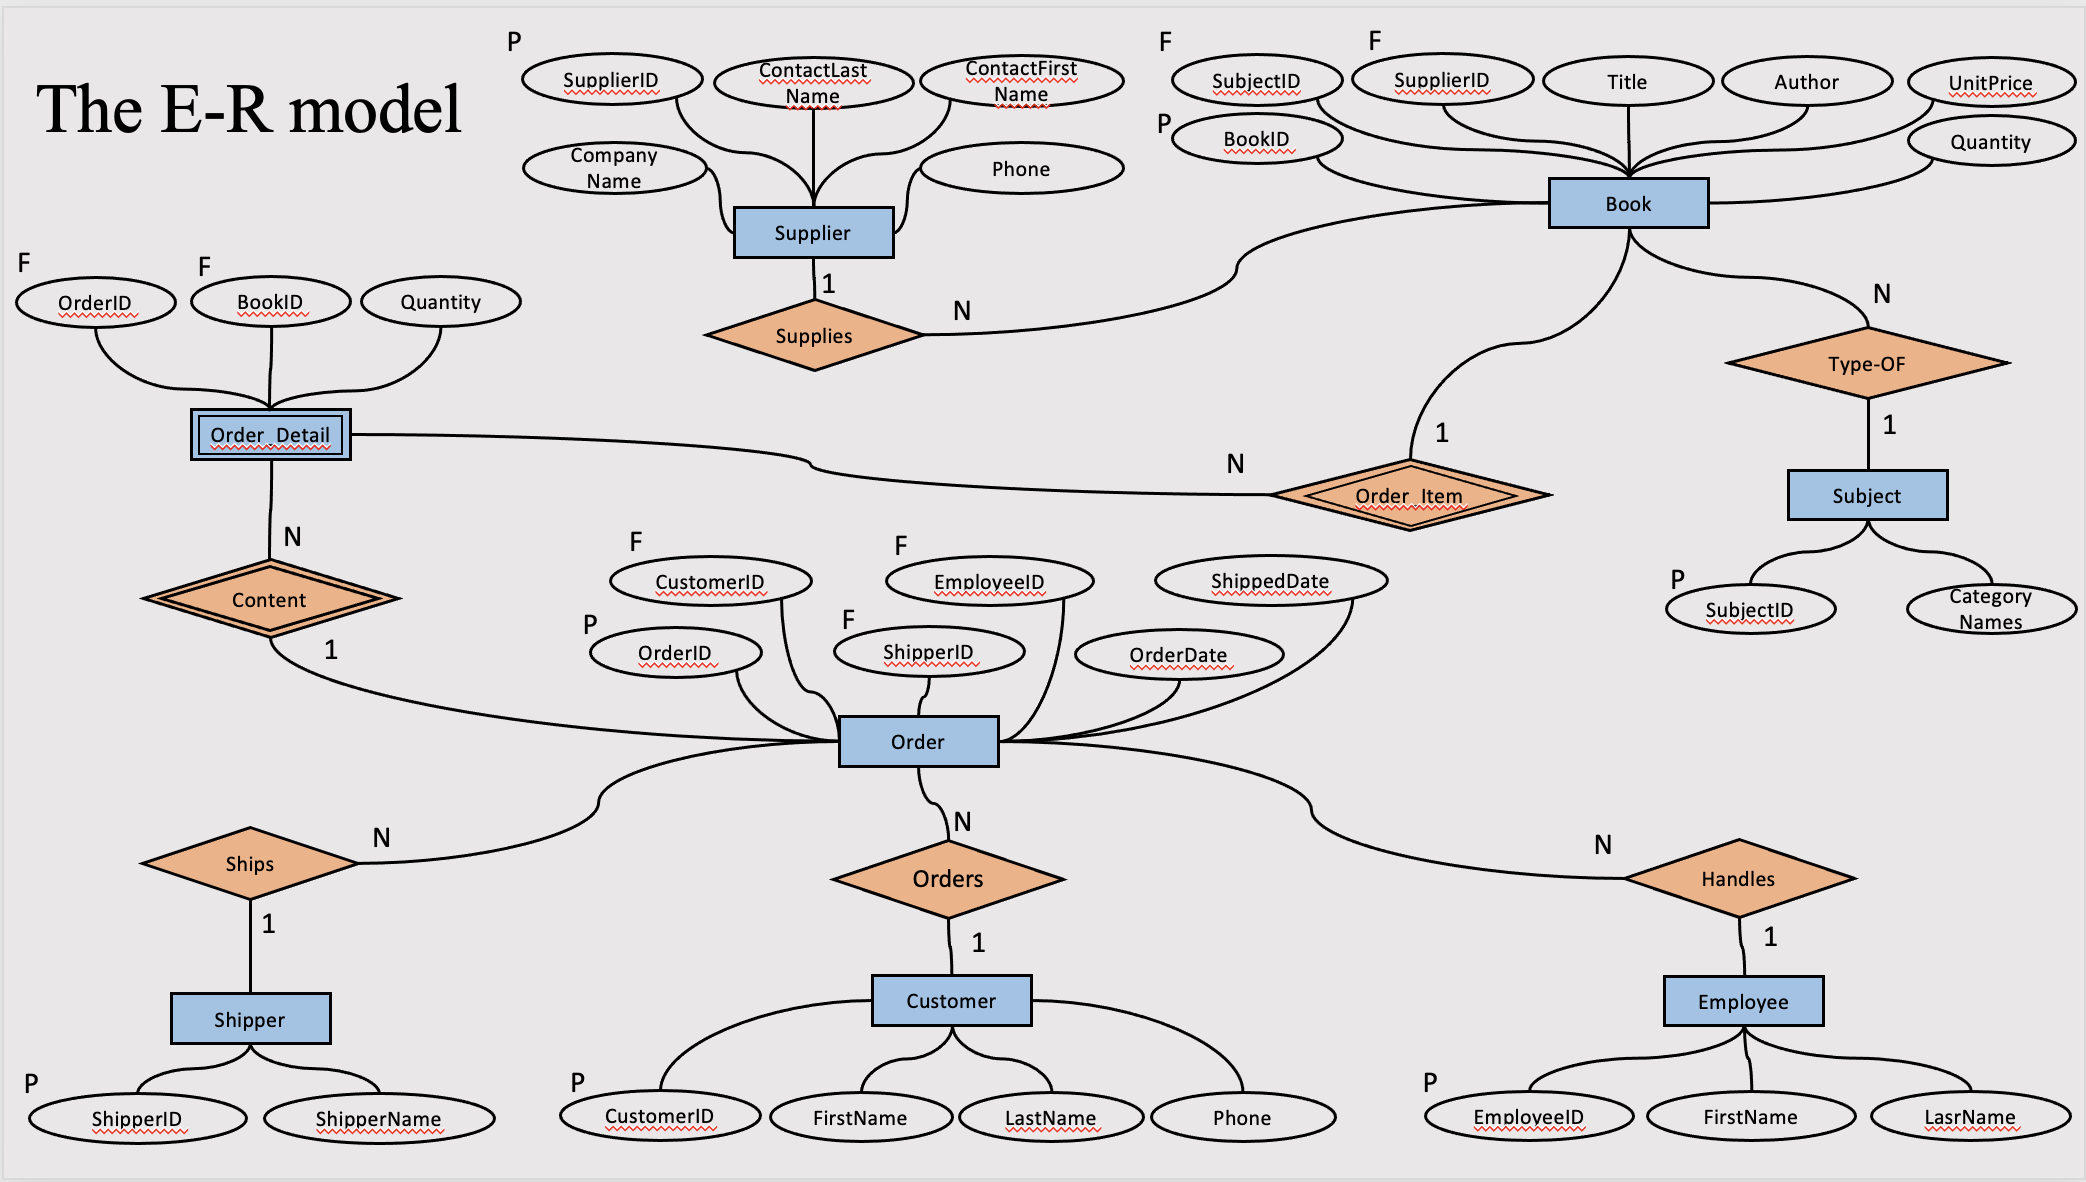 The E-R model
P
SupplierID
ContactLast
Name
ContactFirst
Name
Company
Name
Phone
Supplier
1
Supplies
N
F
SubjectID
F
SupplierID
Title
Author
UnitPrice
P
BookID
Quantity
Book
N
Type-OF
1
Subject
P
SubjectID
Category
Names
F
OrderID
F
BookID
Quantity
Order_Detail
N
Content
1
1
N
Order_Item
F
CustomerID
F
EmployeeID
ShippedDate
P
OrderID
F
ShipperID
OrderDate
Order
N
Ships
1
Shipper
P
ShipperID
ShipperName
N
Orders
1
Customer
P
CustomerID
FirstName
LastName
Phone
N
Handles
1
Employee
P
EmployeeID
FirstName
LasrName